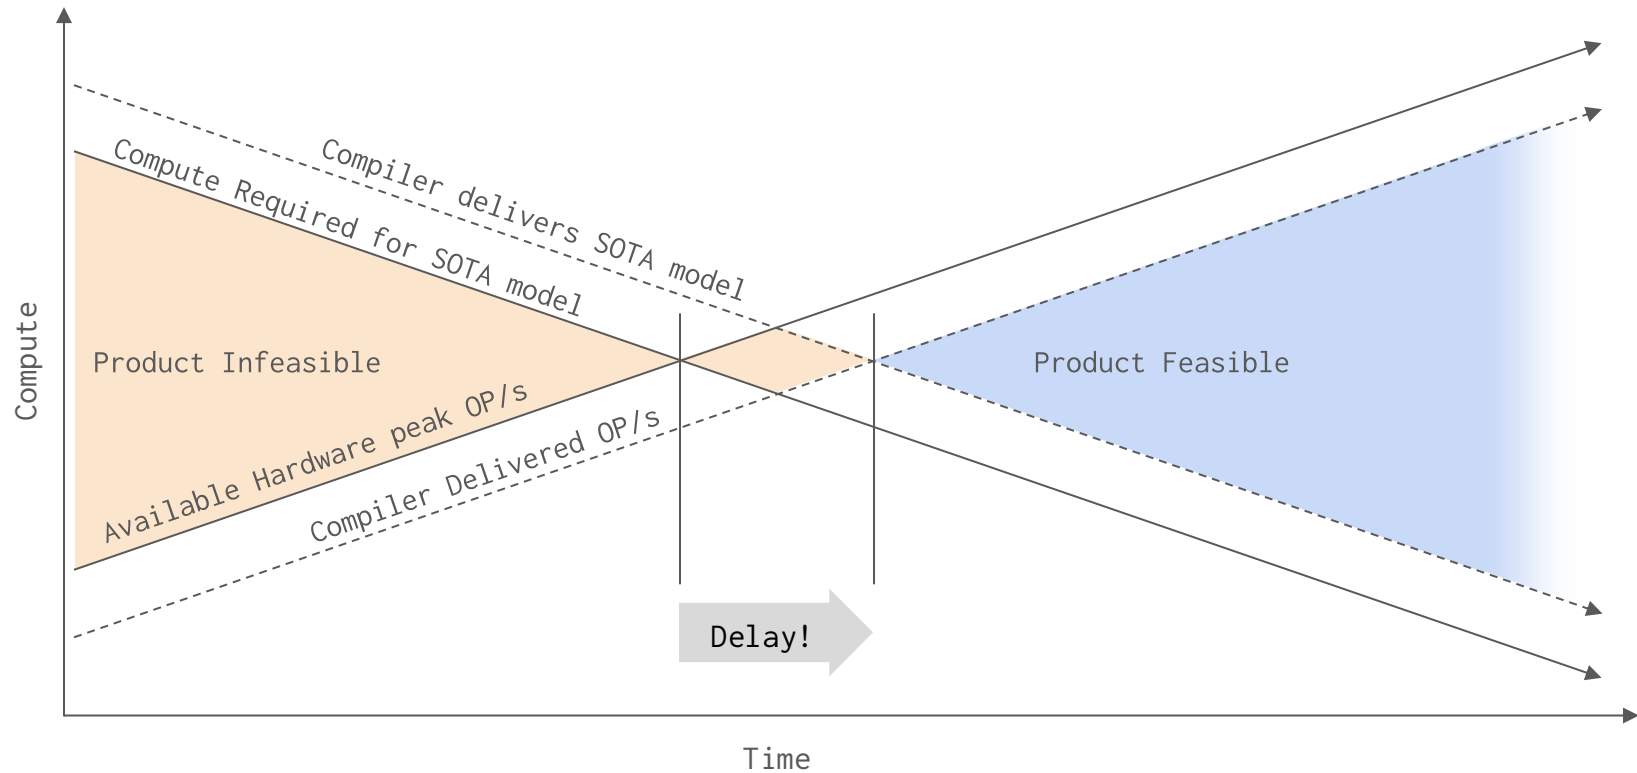 Compiler delivers SOTA model
Compute Required for SOTA model
Compute
Product Infeasible
Product Feasible
Available Hardware peak OP/s
Compiler Delivered OP/s
Delay!
Time